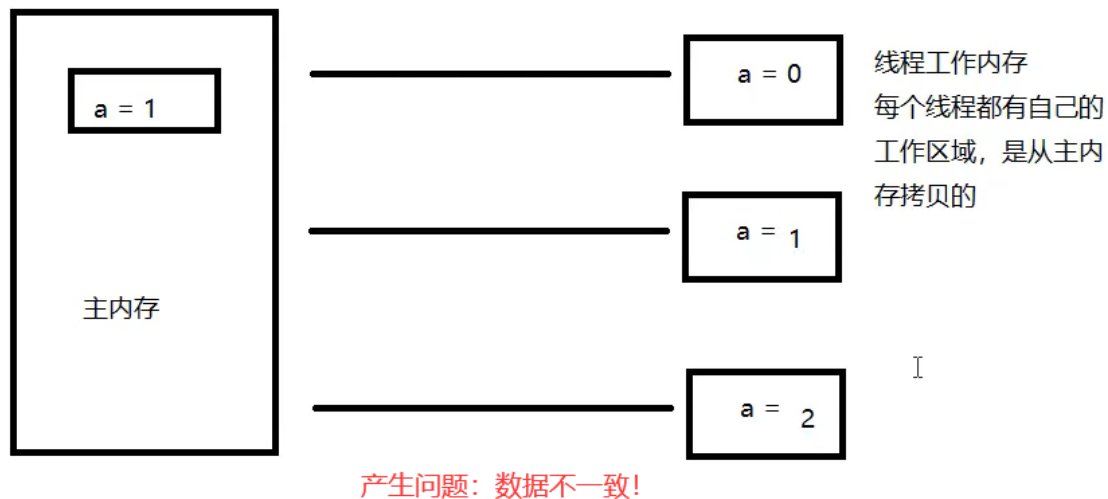 a = 1
主内存
a = 0
a = 1
a = 2
线程工作内存
每个线程都有自己的
工作区域，是从主内
存拷贝的
产生问题：数据不一致！